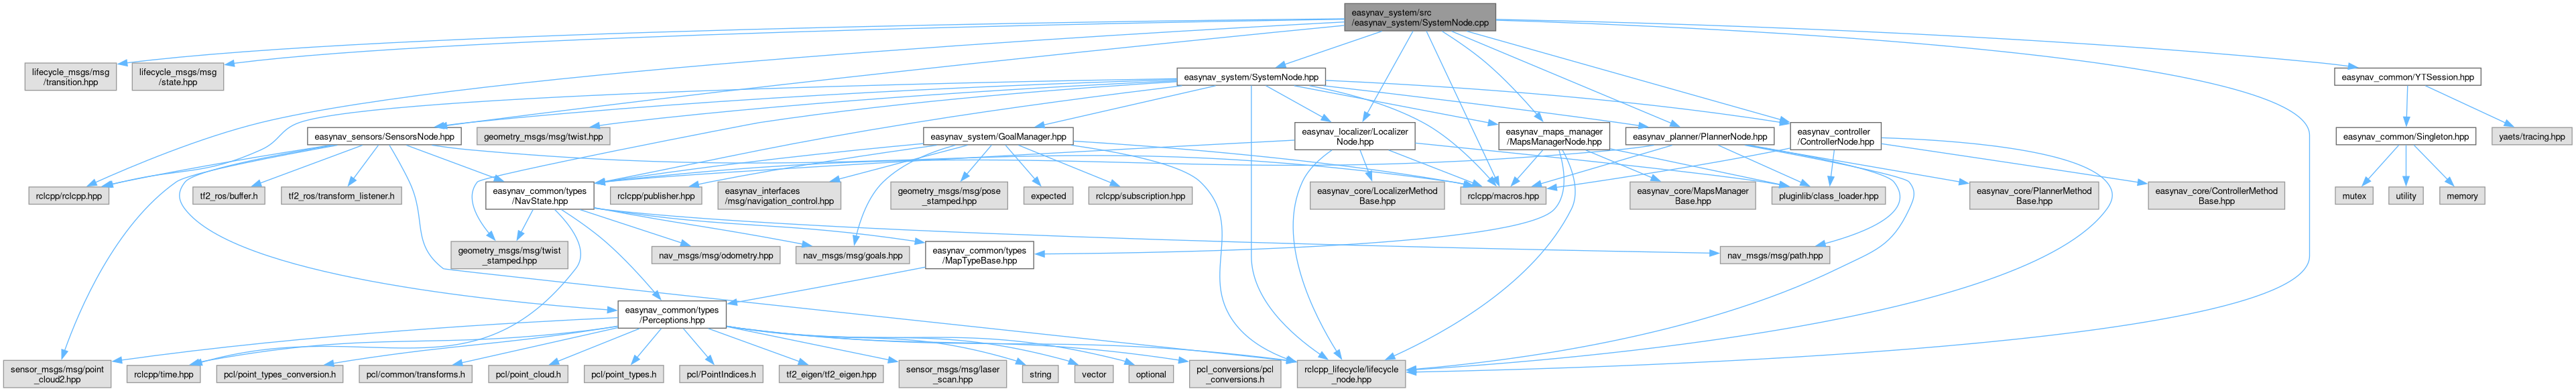 easynav_system/src
/easynav_system/SystemNode.cpp
lifecycle_msgs/msg
/transition.hpp
lifecycle_msgs/msg
/state.hpp
easynav_system/SystemNode.hpp
easynav_common/YTSession.hpp
easynav_sensors/SensorsNode.hpp
geometry_msgs/msg/twist.hpp
easynav_system/GoalManager.hpp
easynav_localizer/Localizer
Node.hpp
easynav_maps_manager
/MapsManagerNode.hpp
easynav_planner/PlannerNode.hpp
easynav_controller
/ControllerNode.hpp
easynav_common/Singleton.hpp
yaets/tracing.hpp
rclcpp/rclcpp.hpp
tf2_ros/buffer.h
tf2_ros/transform_listener.h
easynav_common/types
/NavState.hpp
rclcpp/publisher.hpp
easynav_interfaces
/msg/navigation_control.hpp
geometry_msgs/msg/pose
_stamped.hpp
expected
rclcpp/subscription.hpp
easynav_core/LocalizerMethod
Base.hpp
rclcpp/macros.hpp
easynav_core/MapsManager
Base.hpp
pluginlib/class_loader.hpp
easynav_core/PlannerMethod
Base.hpp
easynav_core/ControllerMethod
Base.hpp
mutex
utility
memory
geometry_msgs/msg/twist
_stamped.hpp
nav_msgs/msg/odometry.hpp
nav_msgs/msg/goals.hpp
easynav_common/types
/MapTypeBase.hpp
nav_msgs/msg/path.hpp
easynav_common/types
/Perceptions.hpp
sensor_msgs/msg/point
_cloud2.hpp
rclcpp/time.hpp
pcl/point_types_conversion.h
pcl/common/transforms.h
pcl/point_cloud.h
pcl/point_types.h
pcl/PointIndices.h
tf2_eigen/tf2_eigen.hpp
sensor_msgs/msg/laser
_scan.hpp
string
vector
optional
pcl_conversions/pcl
_conversions.h
rclcpp_lifecycle/lifecycle
_node.hpp